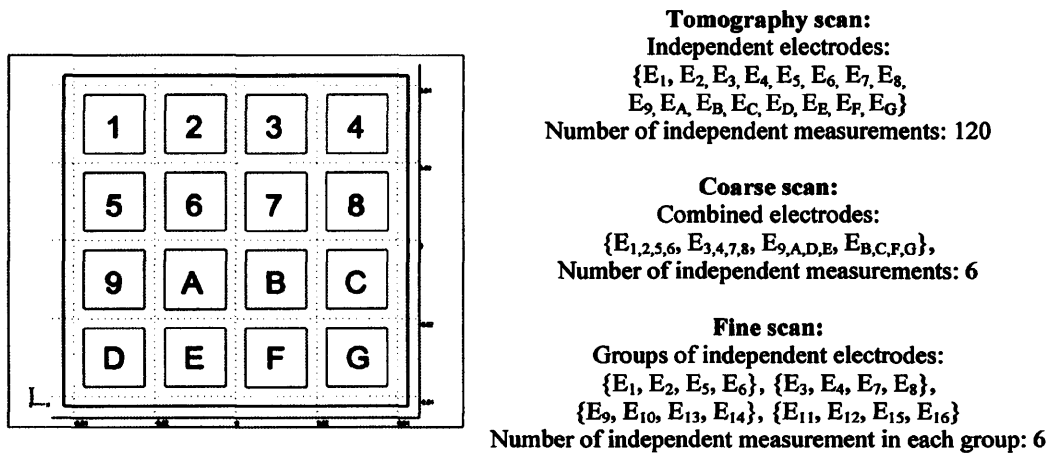 1 2 3 4
5 6 7 8
9 A B C
D E F G
Tomography scan:
Independent electrodes:
{E1, E2, E3, E4, E5, E6, E7, E8,
E9, EA, EB, EC, ED, EE, EF, EG}
Number of independent measurements: 120
Coarse scan:
Combined electrodes:
{E1,2,5,6, E3,4,7,8, E9,A,D,E, EB,C,F,G},
Number of independent measurements: 6
Fine scan:
Groups of independent electrodes:
{E1, E2, E5, E6}, {E3, E4, E7, E8},
{E9, E10, E13, E14}, {E11, E12, E15, E16}
Number of independent measurement in each group: 6